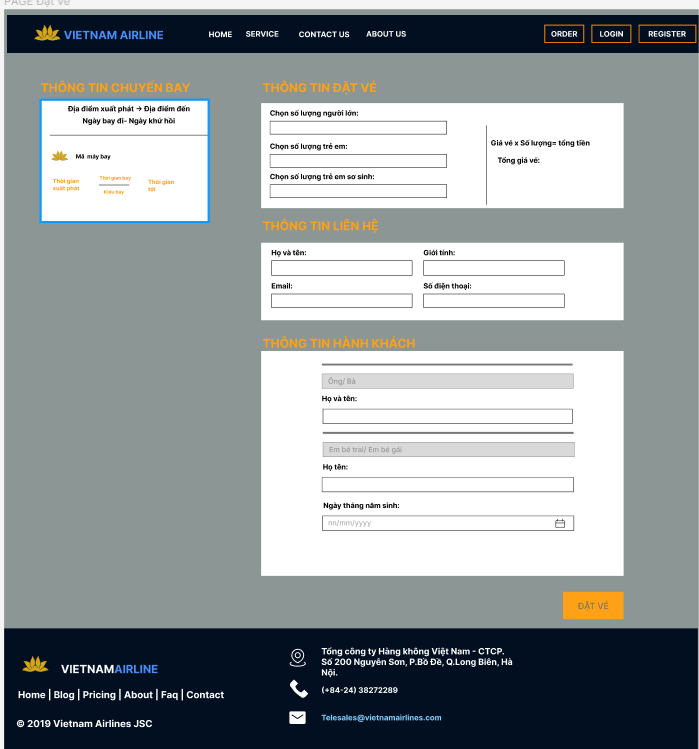 PAGE Đặt vé
VIETNAM AIRLINE
HOME
SERVICE
CONTACT US
ABOUT US
ORDER
LOGIN
REGISTER
THÔNG TIN CHUYẾN BAY
Địa điểm xuất phát → Địa điểm đến
Ngày bay đi- Ngày khứ hồi
Mã máy bay
Thời gian
xuất phát
Thời gian bay
Kiểu bay
Thời gian
tới
THÔNG TIN ĐẶT VÉ
Chọn số lượng người lớn:
Chọn số lượng trẻ em:
Chọn số lượng trẻ em sơ sinh:
Giá vé x Số lượng= tổng tiền
Tổng giá vé:
THÔNG TIN LIÊN HỆ
Họ và tên:
Giới tính:
Email:
Số điện thoại:
THÔNG TIN HÀNH KHÁCH
Ông/ Bà
Họ và tên:
Em bé trai/ Em bé gái
Họ tên:
Ngày tháng năm sinh:
nn/mm/yyyy
ĐẶT VÉ
VIETNAMAIRLINE
Home | Blog | Pricing | About | Faq | Contact
© 2019 Vietnam Airlines JSC
Tổng công ty Hàng không Việt Nam - CTCP.
Số 200 Nguyễn Sơn, P.Bồ Đề, Q.Long Biên, Hà
Nội.
(+84-24) 38272289
Telesales@vietnamairlines.com